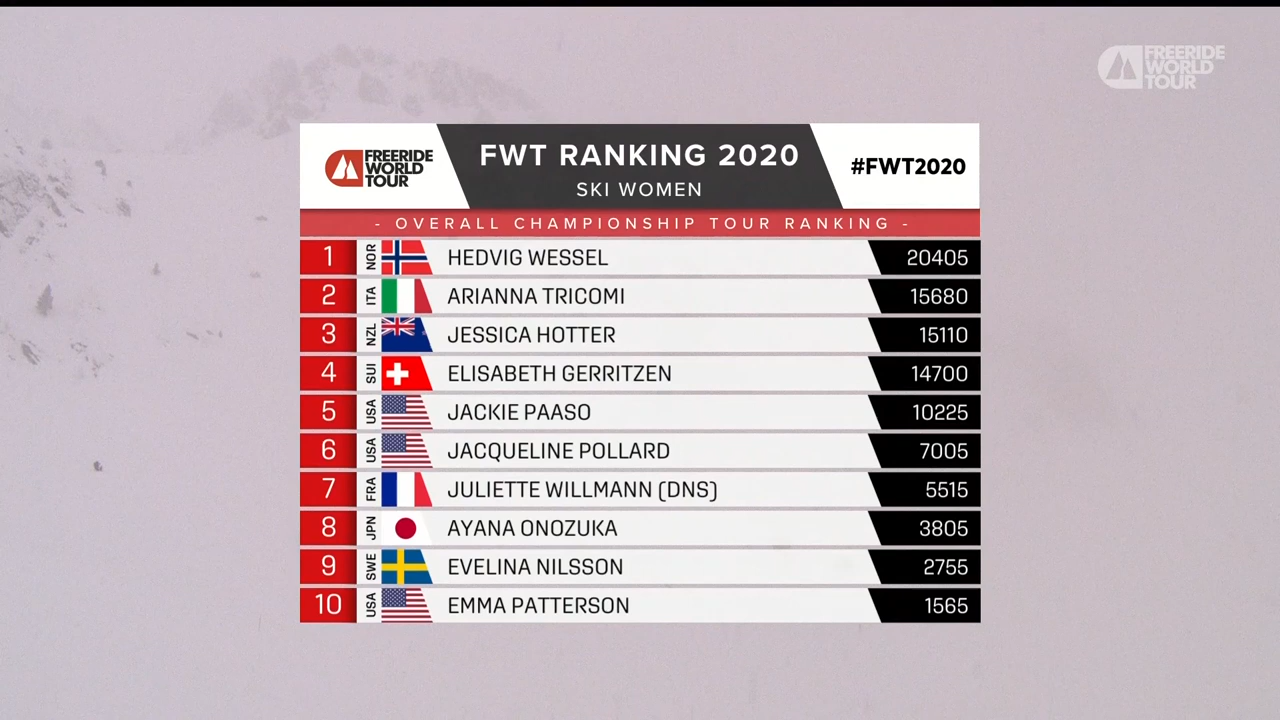 FREERIDE
WORLD
TOUR
FREERIDE
WORLD
TOUR
FWT RANKING 2020
SKI WOMEN
#FWT2020
- OVERALL CHAMPIONSHIP TOUR RANKING -
1 NOR HEDVIG WESSEL 20405
2 ITA ARIANNA TRICOMI 15680
3 NZL JESSICA HOTTER 15110
4 SUI ELISABETH GERRITZEN 14700
5 USA JACKIE PAASO 10225
6 USA JACQUELINE POLLARD 7005
7 FRA JULIETTE WILLMANN (DNS) 5515
8 JPN AYANA ONOZUKA 3805
9 SWE EVELINA NILSSON 2755
10 USA EMMA PATTERSON 1565